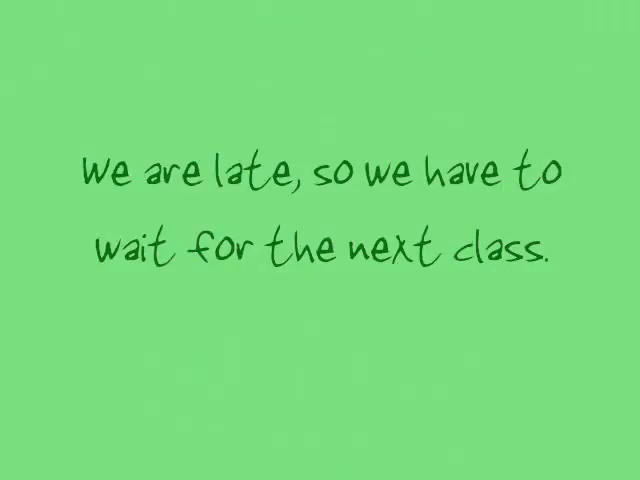 We are late, so we have to
wait for the next class.